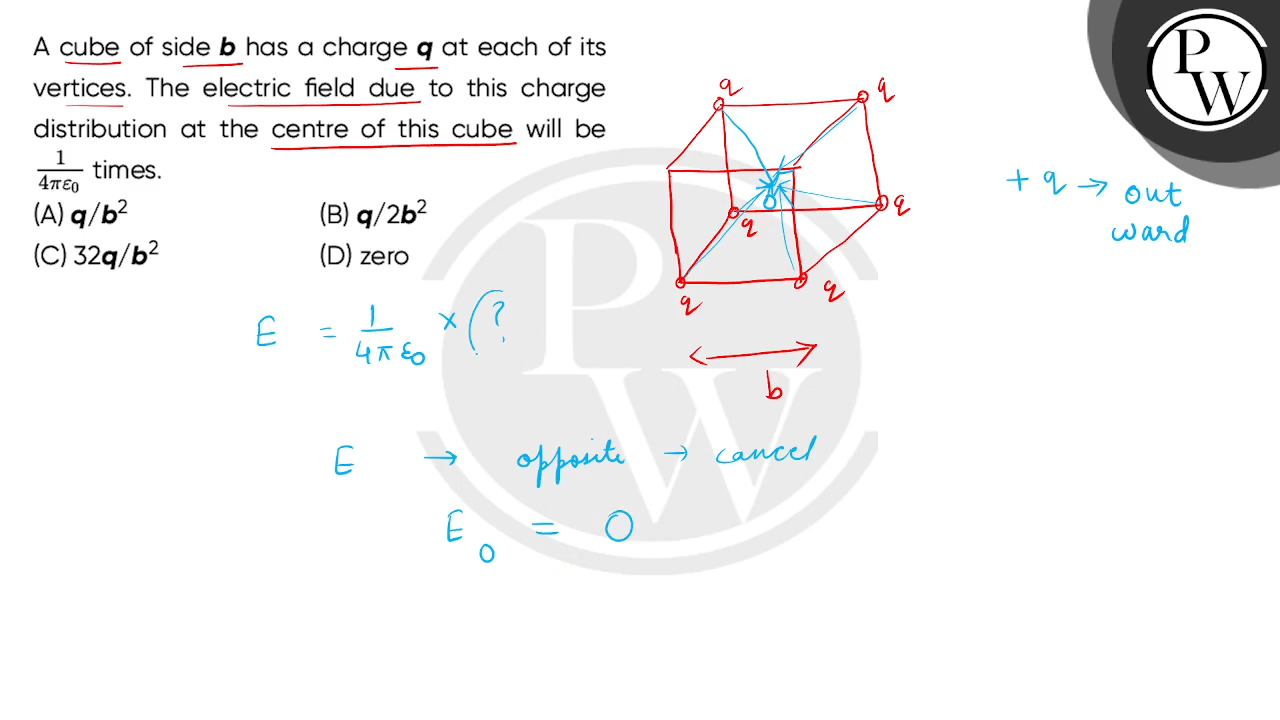 A cube of side b has a charge q at each of its
vertices. The electric field due to this charge
distribution at the centre of this cube will be
1/4πε₀ times.
(A) q/b² (B) q/2b²
(C) 32q/b² (D) zero
E = 1/4πε₀ × (?
E → opposite → cancel
E₀ = 0
q q
O
q q
q q
b
+q → out
ward
P
W
P
W